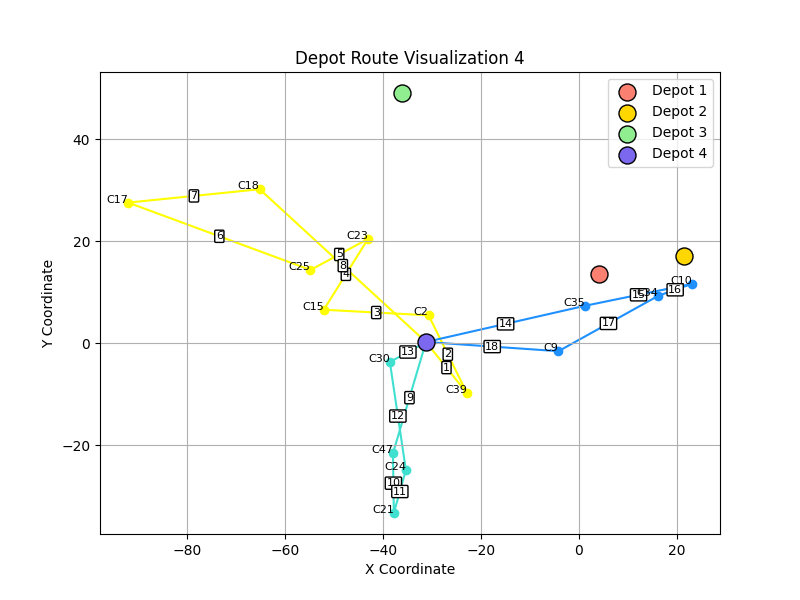 Depot Route Visualization 4
Depot 1
Depot 2
Depot 3
Depot 4
Y Coordinate
40
20
0
−20
−80
−60
−40
−20
0
20
X Coordinate
C17
7
C18
6
C23
5
8
4
C25
C15
3
C2
2
1
C39
C30
13
9
12
C47
C24
10
11
C21
C35
14
15
C34
C10
16
17
C9
18